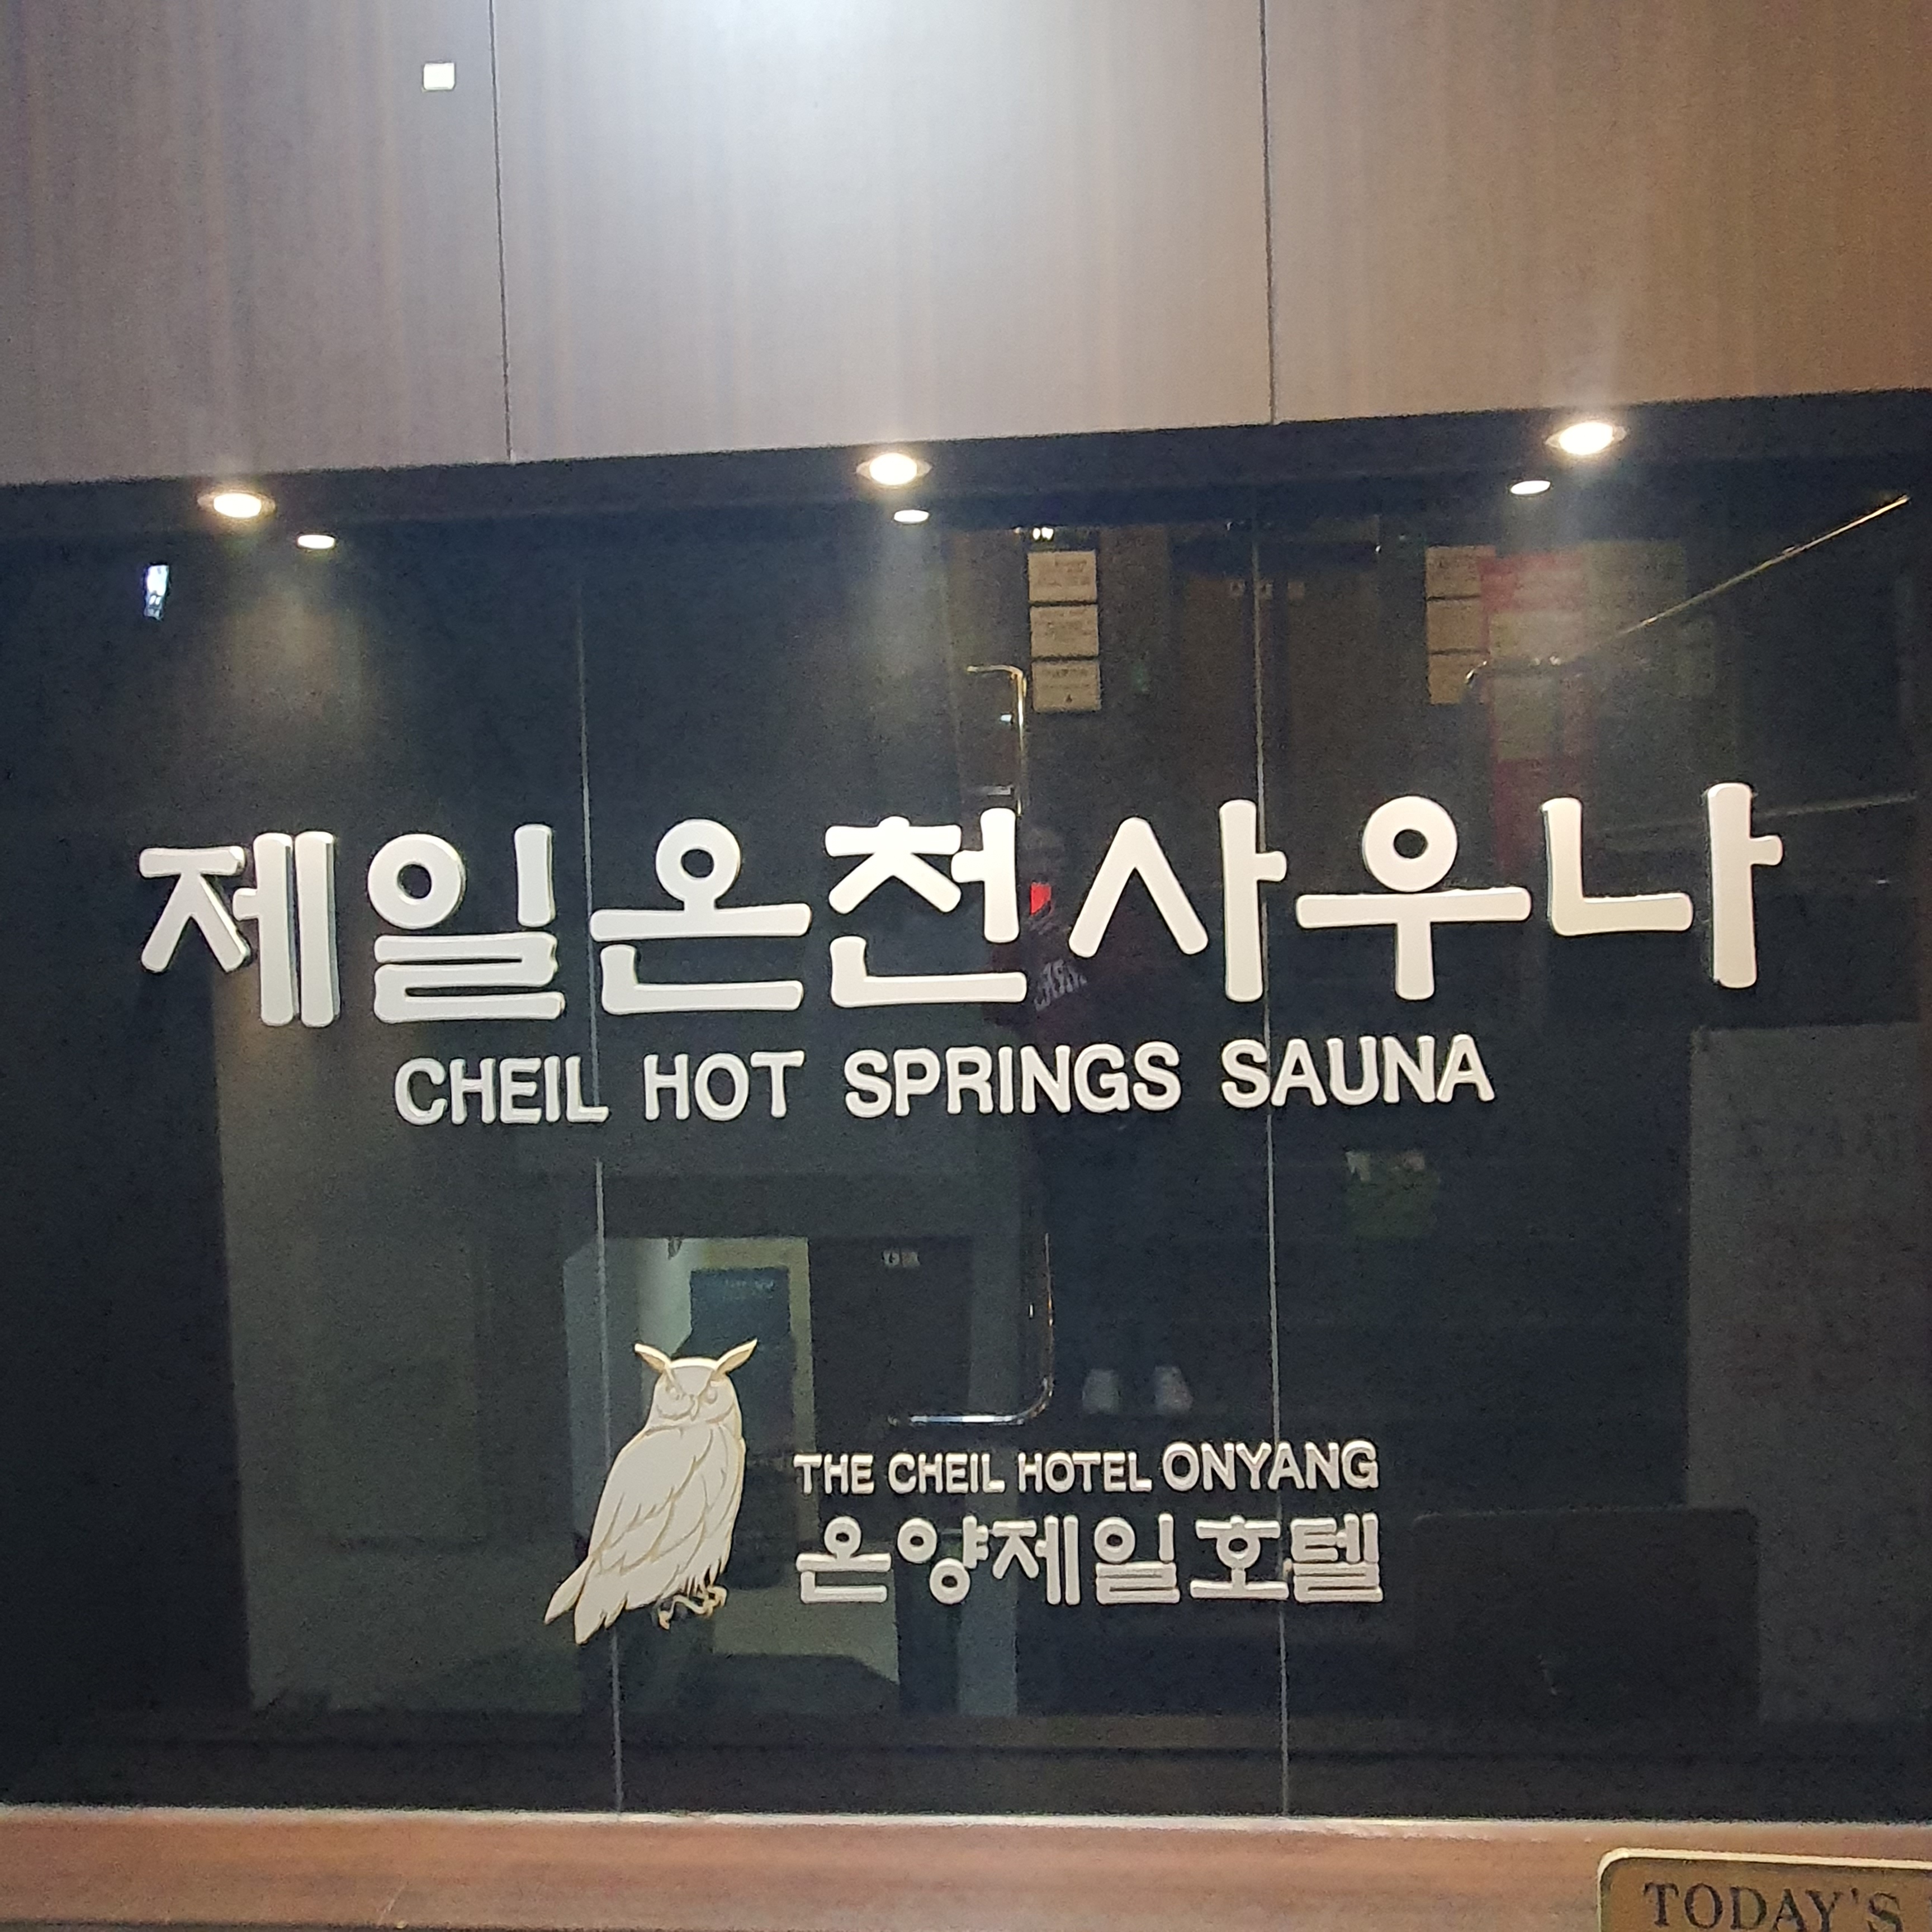 제일온천사우나
CHEIL HOT SPRINGS SAUNA
THE CHEIL HOTEL ONYANG
온양제일호텔
TODAY'S